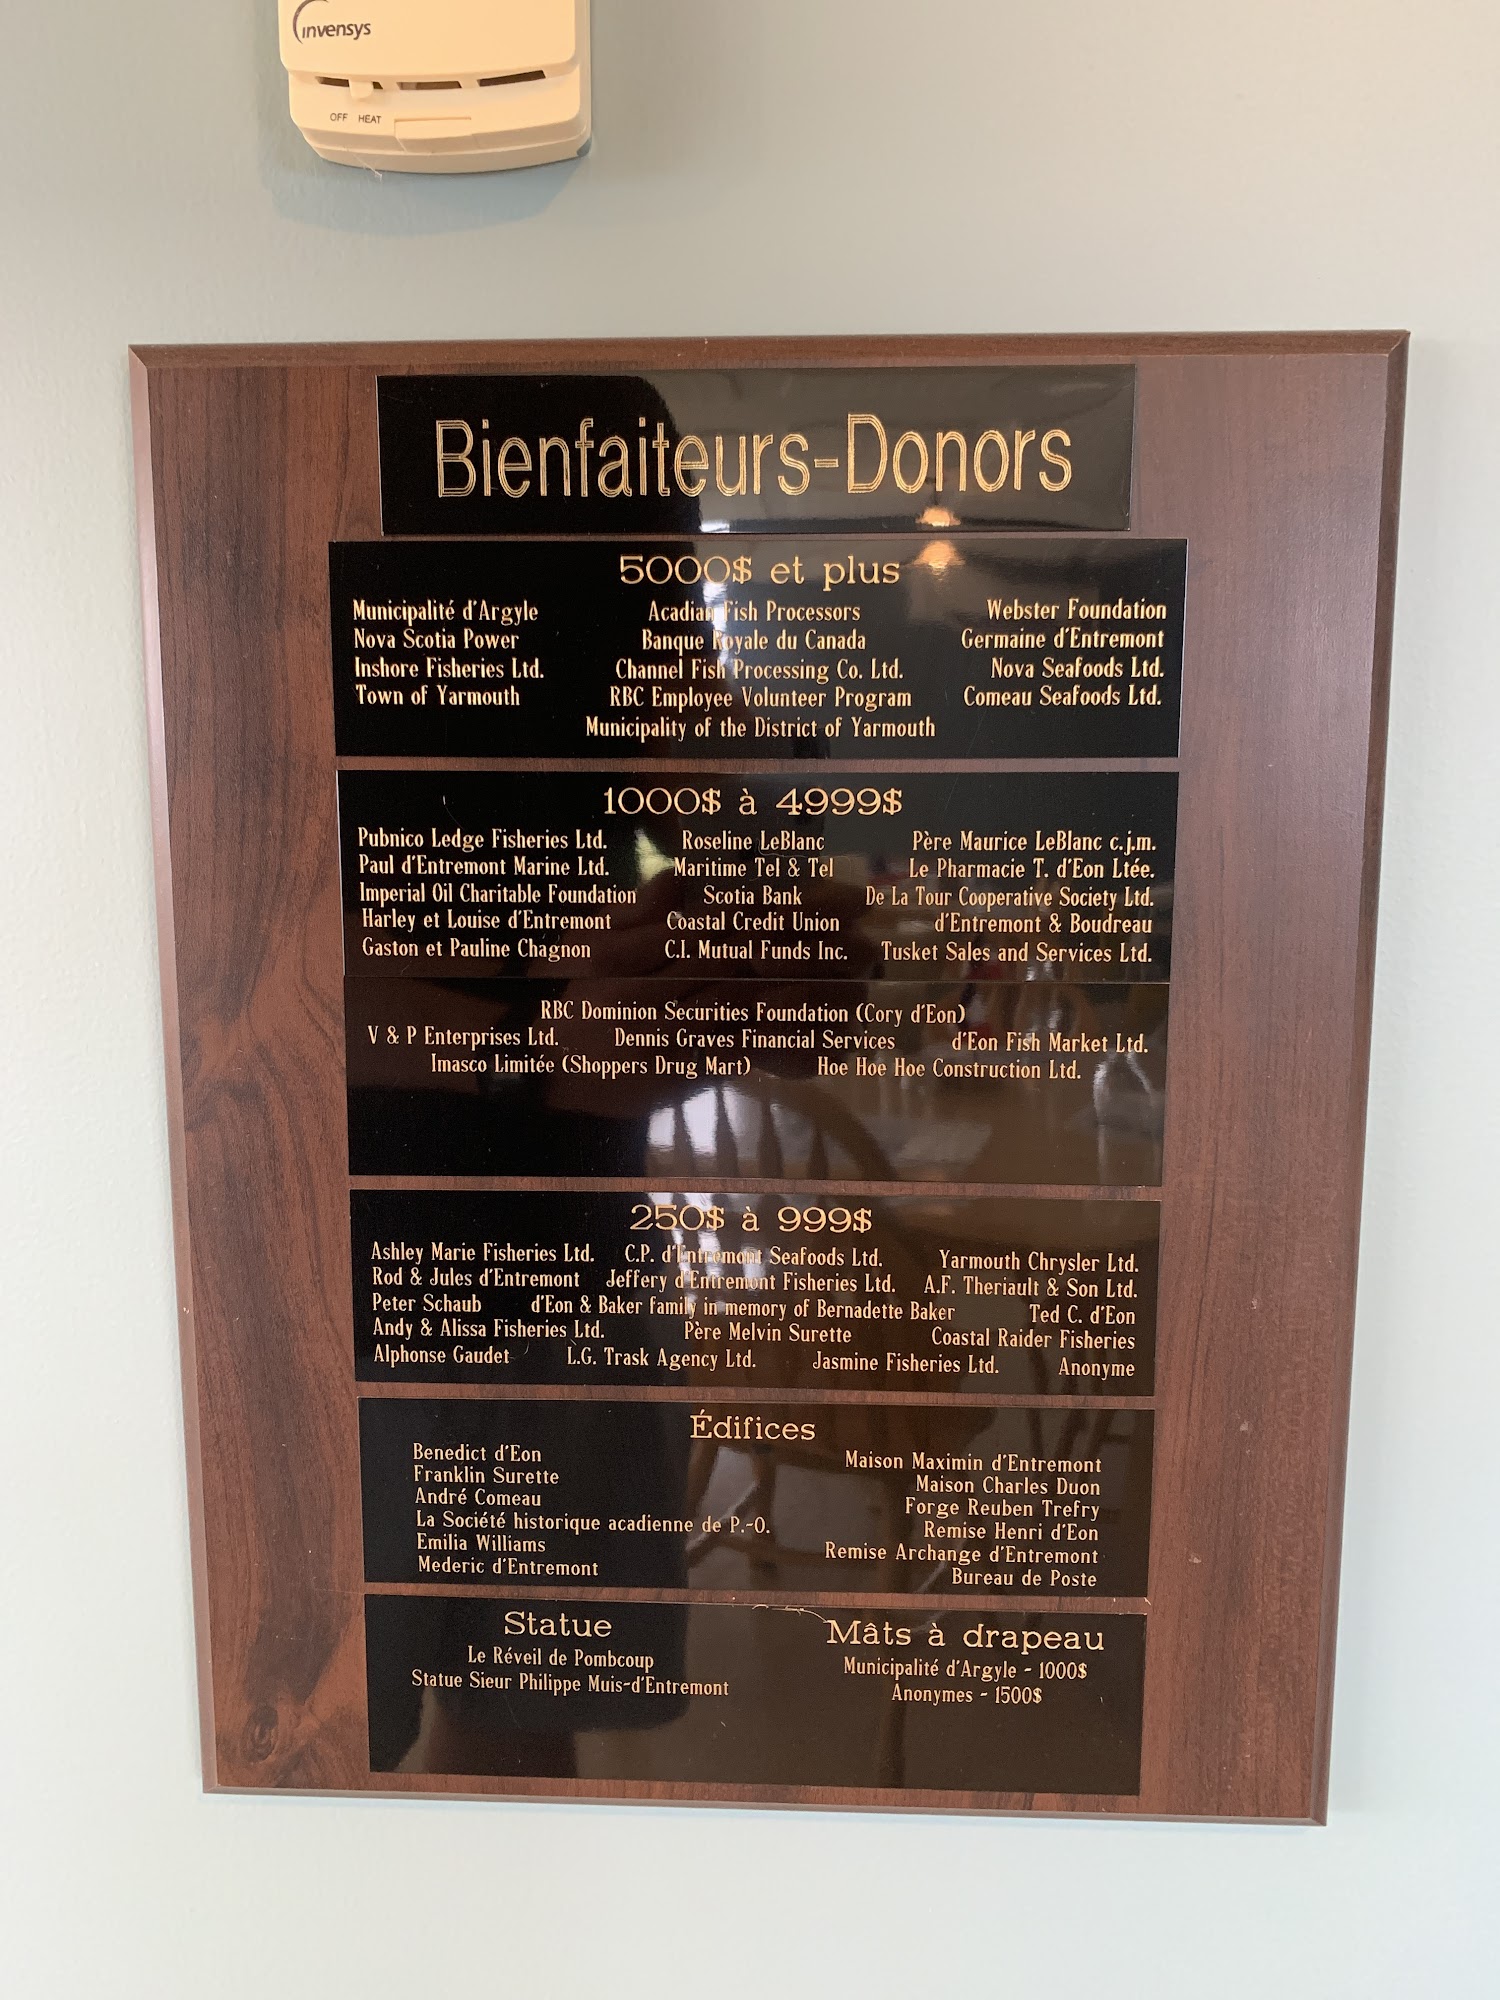 invensys
OFF HEAT
Bienfaiteurs-Donors
5000$ et plus
Municipalité d'Argyle Acadian Fish Processors Webster Foundation
Nova Scotia Power Banque Royale du Canada Germaine d'Entremont
Inshore Fisheries Ltd. Channel Fish Processing Co. Ltd. Nova Seafoods Ltd.
Town of Yarmouth RBC Employee Volunteer Program Comeau Seafoods Ltd.
Municipality of the District of Yarmouth
1000$ à 4999$
Pubnico Ledge Fisheries Ltd. Roseline LeBlanc Père Maurice LeBlanc c.j.m.
Paul d'Entremont Marine Ltd. Maritime Tel & Tel Le Pharmacie T. d'Eon Ltée.
Imperial Oil Charitable Foundation Scotia Bank De La Tour Cooperative Society Ltd.
Harley et Louise d'Entremont Coastal Credit Union d'Entremont & Boudreau
Gaston et Pauline Chagnon C.I. Mutual Funds Inc. Tusket Sales and Services Ltd.
RBC Dominion Securities Foundation (Cory d'Eon)
V & P Enterprises Ltd. Dennis Graves Financial Services d'Eon Fish Market Ltd.
Imasco Limitée (Shoppers Drug Mart) Hoe Hoe Hoe Construction Ltd.
250$ à 999$
Ashley Marie Fisheries Ltd. C.P. d'Entremont Seafoods Ltd. Yarmouth Chrysler Ltd.
Rod & Jules d'Entremont Jeffery d'Entremont Fisheries Ltd. A.F. Theriault & Son Ltd.
Peter Schaub d'Eon & Baker family in memory of Bernadette Baker Ted C. d'Eon
Andy & Alissa Fisheries Ltd. Père Melvin Surette Coastal Raider Fisheries
Alphonse Gaudet L.G. Trask Agency Ltd. Jasmine Fisheries Ltd. Anonyme
Édifices
Benedict d'Eon Maison Maximin d'Entremont
Franklin Surette Maison Charles Duon
André Comeau Forge Reuben Trefry
La Société historique acadienne de P.-O. Remise Henri d'Eon
Emilia Williams Remise Archange d'Entremont
Mederic d'Entremont Bureau de Poste
Statue Mâts à drapeau
Le Réveil de Pombcoup Municipalité d'Argyle - 1000$
Statue Sieur Philippe Muis-d'Entremont Anonymes - 1500$